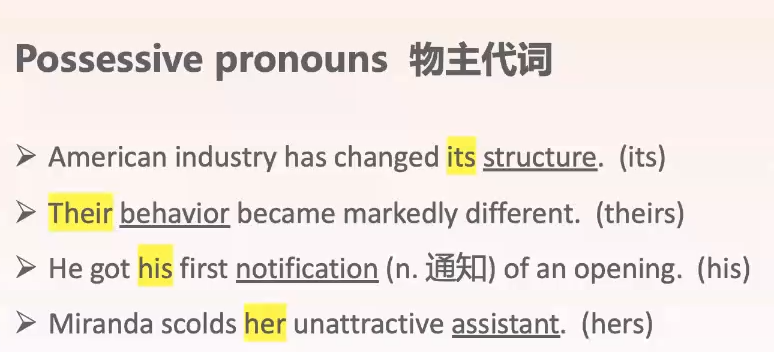 Possessive pronouns 物主代词
➢ American industry has changed its structure. (its)
➢ Their behavior became markedly different. (theirs)
➢ He got his first notification (n. 通知) of an opening. (his)
➢ Miranda scolds her unattractive assistant. (hers)